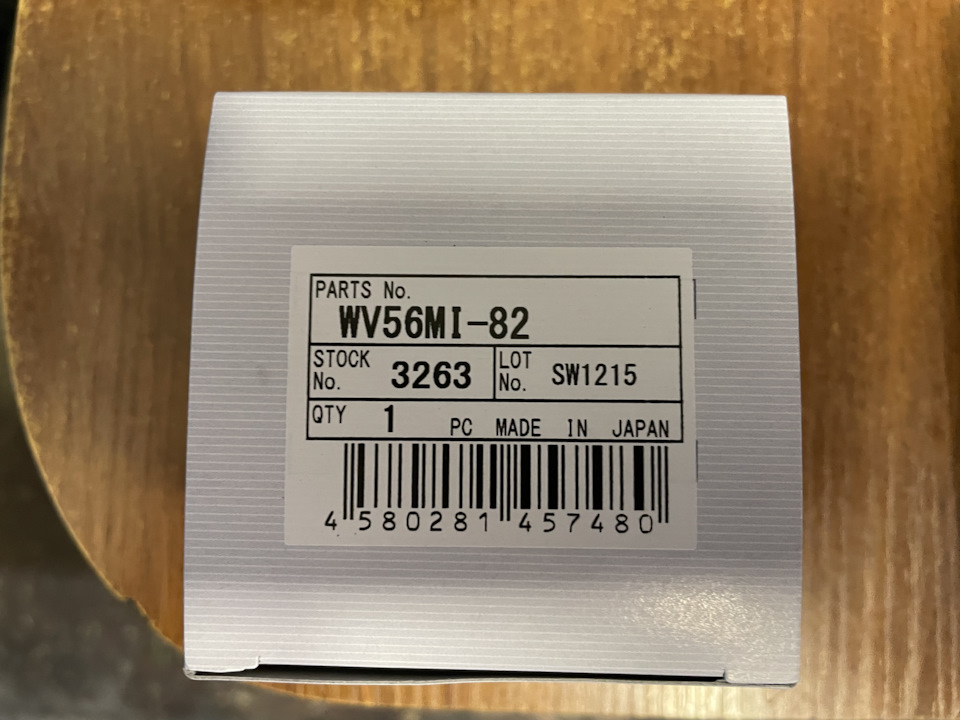 PARTS No.
WV56MI-82
STOCK No. 3263
LOT No. SW1215
QTY 1 PC MADE IN JAPAN
4 580281 457480